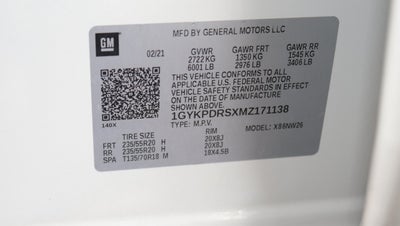 MFD BY GENERAL MOTORS LLC
GM 02/21 GVWR GAWR FRT GAWR RR
2722 KG 1350 KG 1545 KG
6001 LB 2976 LB 3406 LB
THIS VEHICLE CONFORMS TO ALL
APPLICABLE U.S. FEDERAL MOTOR
VEHICLE SAFETY STANDARDS IN EFFECT
ON THE DATE OF MANUFACTURE
SHOWN ABOVE.
1GYKPDRSXMZ171138
140X TYPE: M.P.V. MODEL: X86NW26
TIRE SIZE RIM
FRT 235/55R20 H 20X8J
RR 235/55R20 H 20X8J
SPA T135/70R18 M 18X4.5B